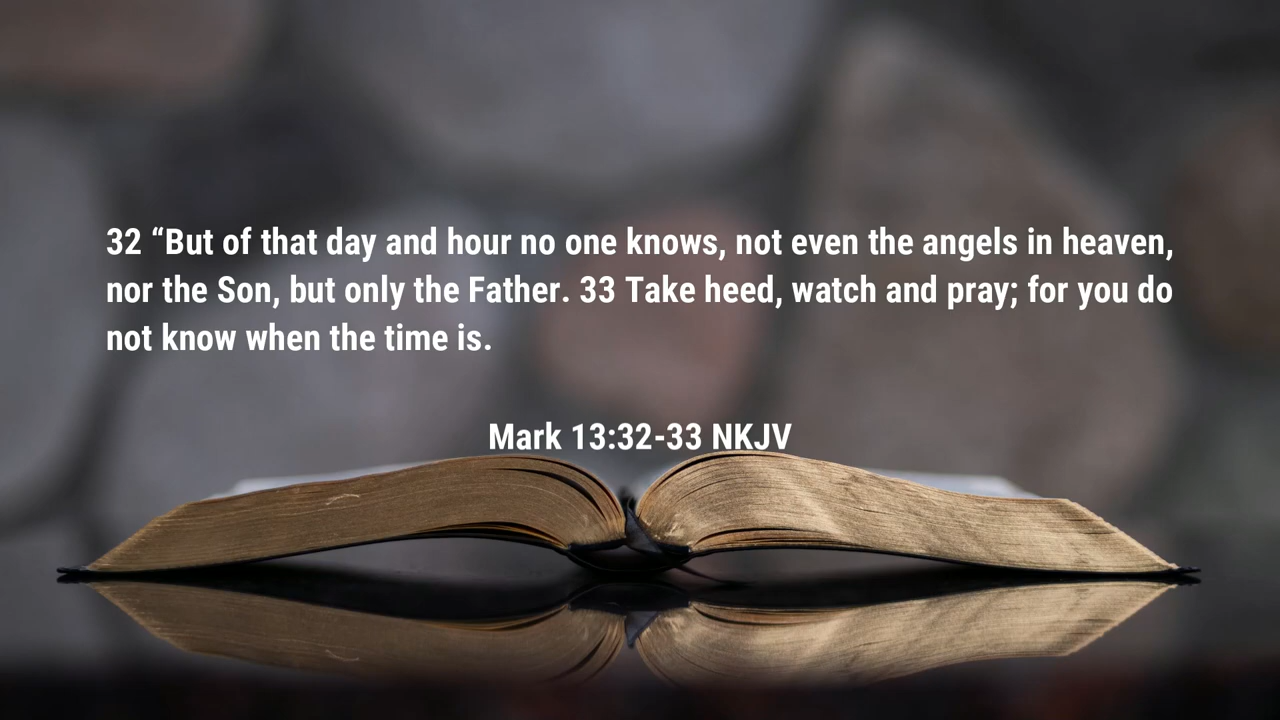 32 “But of that day and hour no one knows, not even the angels in heaven,
nor the Son, but only the Father. 33 Take heed, watch and pray; for you do
not know when the time is.
Mark 13:32-33 NKJV